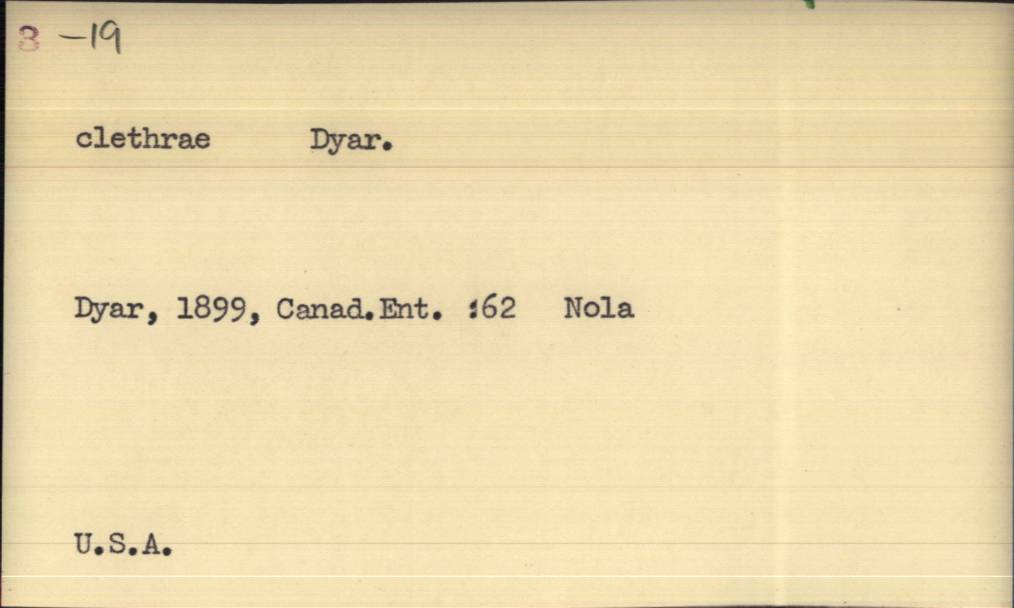 3 -19
clethrae Dyar.
Dyar, 1899, Canad.Ent. :62 Nola
U.S.A.